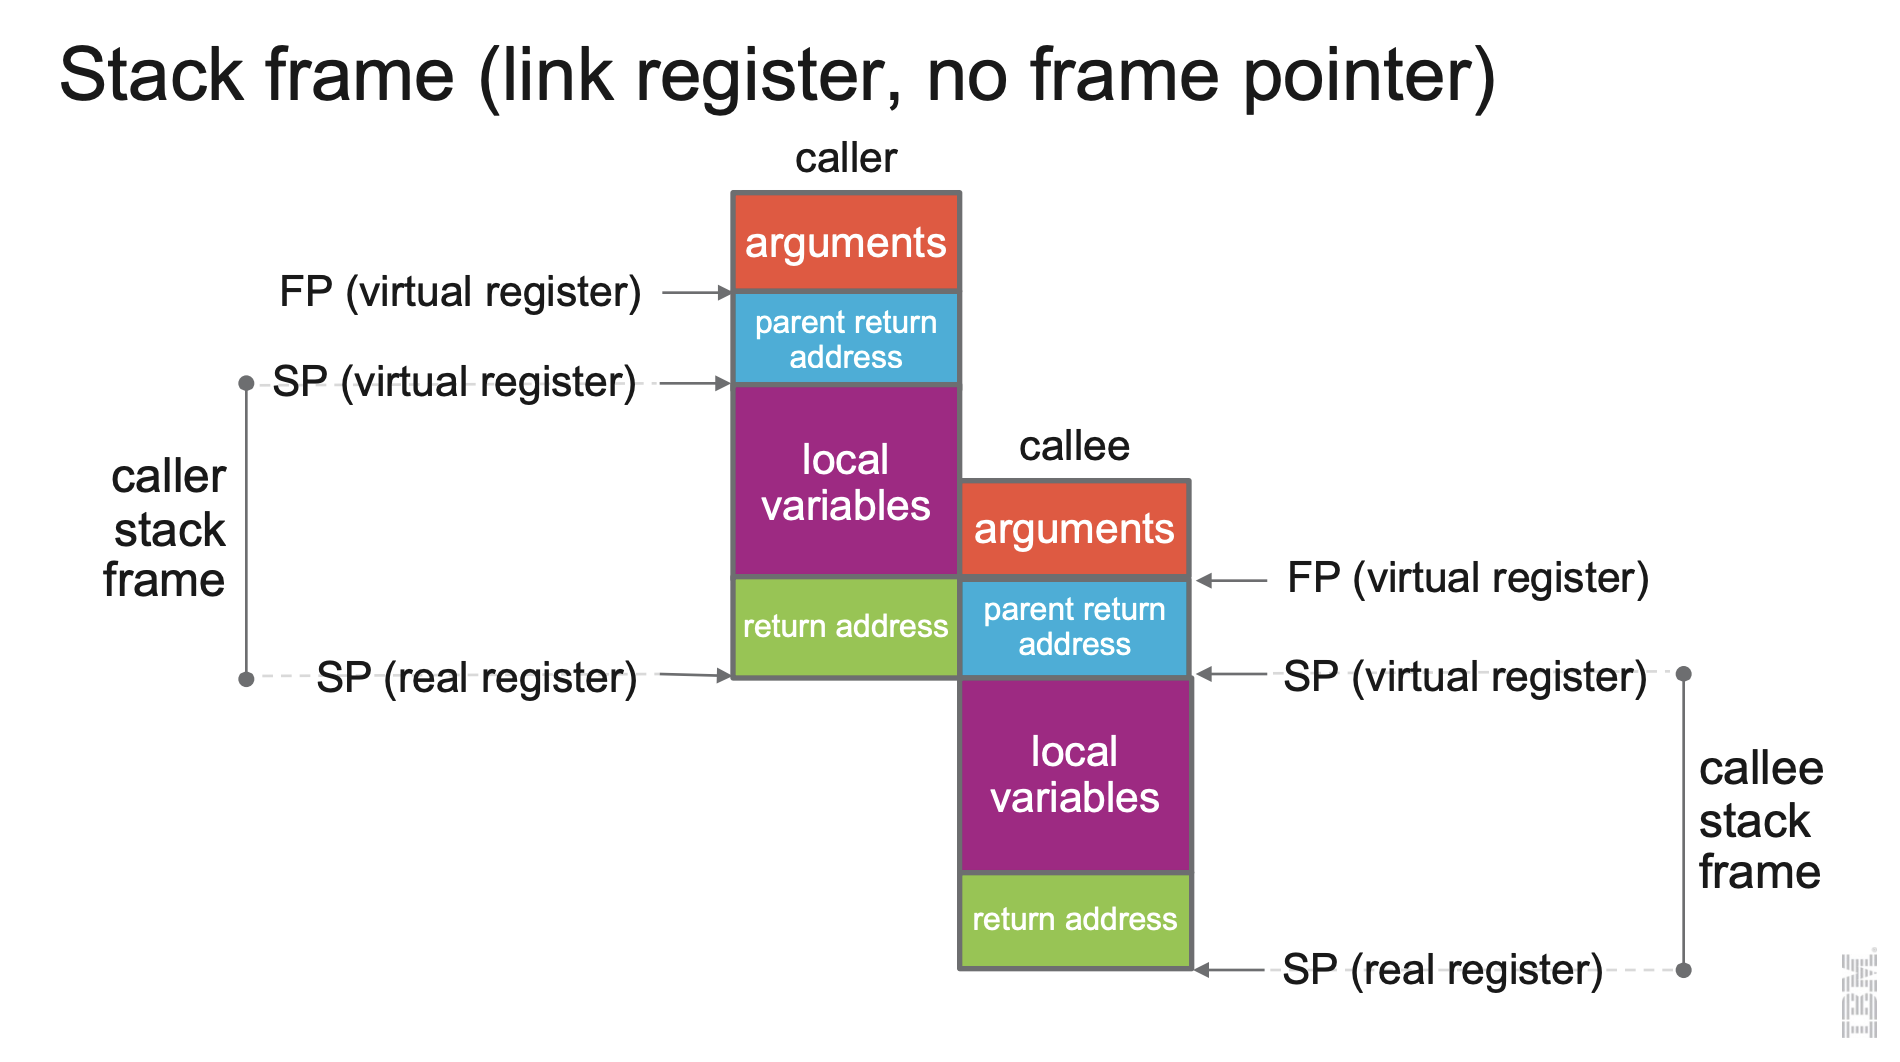 Stack frame (link register, no frame pointer)
caller
arguments
FP (virtual register)
parent return
address
SP (virtual register)
local
variables
caller
stack
frame
return address
SP (real register)
callee
arguments
FP (virtual register)
parent return
address
SP (virtual register)
local
variables
callee
stack
frame
return address
SP (real register)
IBM